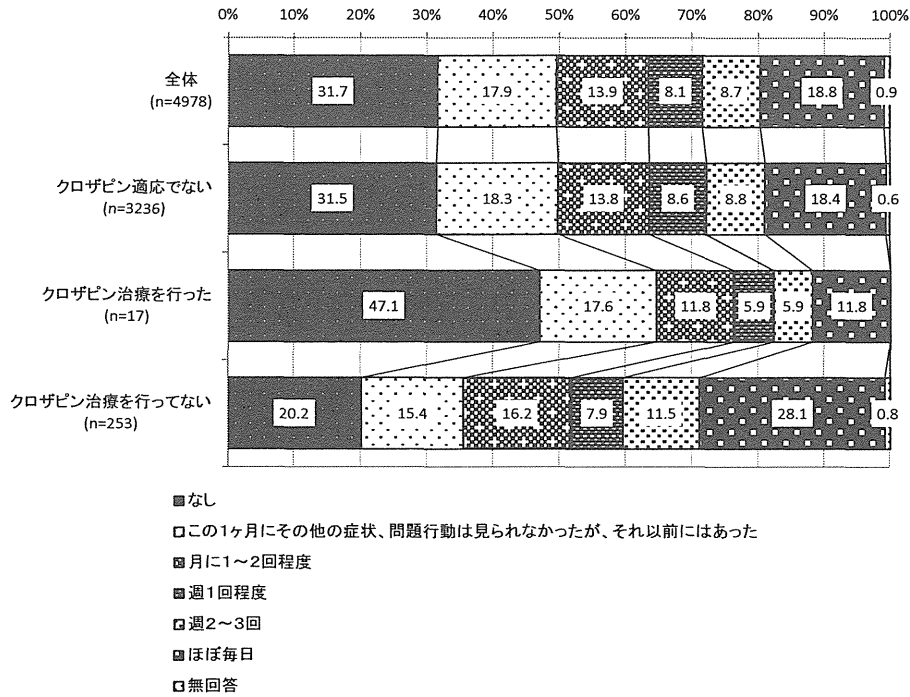 0% 10% 20% 30% 40% 50% 60% 70% 80% 90% 100%
全体
(n=4978)
31.7 17.9 13.9 8.1 8.7 18.8 0.9
クロザピン適応でない
(n=3236)
31.5 18.3 13.8 8.6 8.8 18.4 0.6
クロザピン治療を行った
(n=17)
47.1 17.6 11.8 5.9 5.9 11.8
クロザピン治療を行ってない
(n=253)
20.2 15.4 16.2 7.9 11.5 28.1 0.8
なし
この1ヶ月にその他の症状、問題行動は見られなかったが、それ以前にはあった
月に1～2回程度
週1回程度
週2～3回
ほぼ毎日
無回答